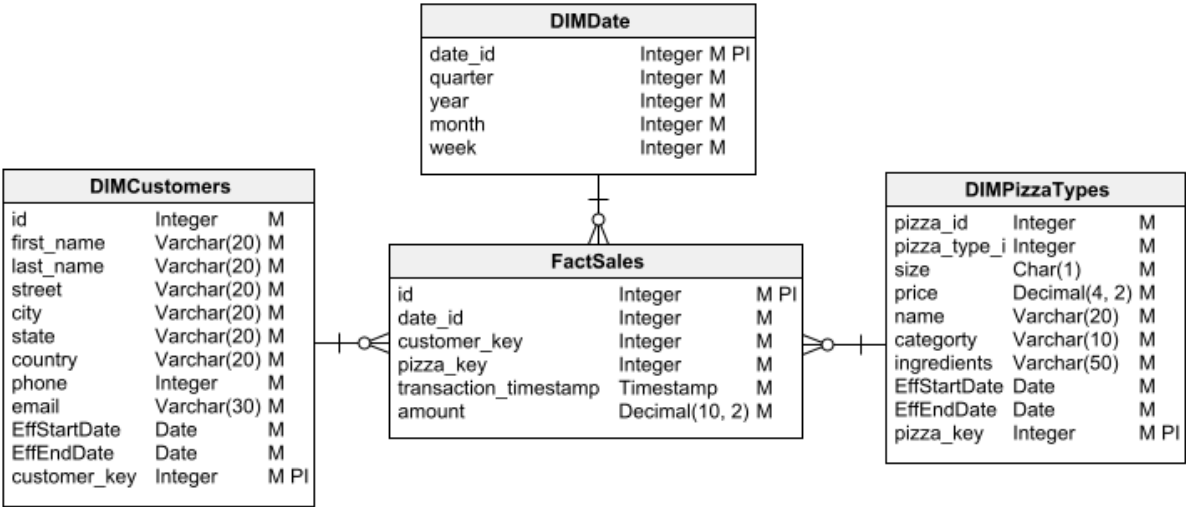 DIMDate
date_id Integer M PI
quarter Integer M
year Integer M
month Integer M
week Integer M
DIMCustomers
id Integer M
first_name Varchar(20) M
last_name Varchar(20) M
street Varchar(20) M
city Varchar(20) M
state Varchar(20) M
country Varchar(20) M
phone Integer M
email Varchar(30) M
EffStartDate Date M
EffEndDate Date M
customer_key Integer M PI
FactSales
id Integer M PI
date_id Integer M
customer_key Integer M
pizza_key Integer M
transaction_timestamp Timestamp M
amount Decimal(10, 2) M
DIMPizzaTypes
pizza_id Integer M
pizza_type_i Integer M
size Char(1) M
price Decimal(4, 2) M
name Varchar(20) M
categorty Varchar(10) M
ingredients Varchar(50) M
EffStartDate Date M
EffEndDate Date M
pizza_key Integer M PI